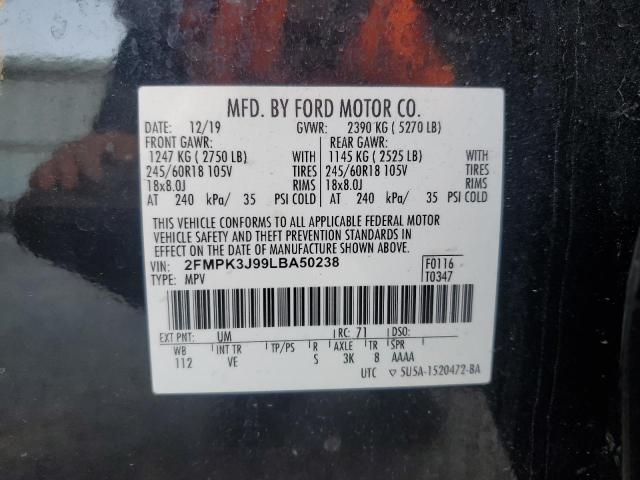 MFD. BY FORD MOTOR CO.
DATE: 12/19 GVWR: 2390 KG ( 5270 LB)
FRONT GAWR: REAR GAWR:
1247 KG ( 2750 LB) WITH 1145 KG ( 2525 LB) WITH
245/60R18 105V TIRES 245/60R18 105V TIRES
18x8.0J RIMS 18x8.0J RIMS
AT 240 kPa/ 35 PSI COLD AT 240 kPa/ 35 PSI COLD
THIS VEHICLE CONFORMS TO ALL APPLICABLE FEDERAL MOTOR
VEHICLE SAFETY AND THEFT PREVENTION STANDARDS IN
EFFECT ON THE DATE OF MANUFACTURE SHOWN ABOVE.
VIN: 2FMPK3J99LBA50238 F0116
TYPE: MPV T0347
EXT PNT: UM RC: 71 DSO:
WB INT TR TP/PS R AXLE TR SPR
112 VE S 3K 8 AAAA
UTC ▽ 5U5A-1520472-BA